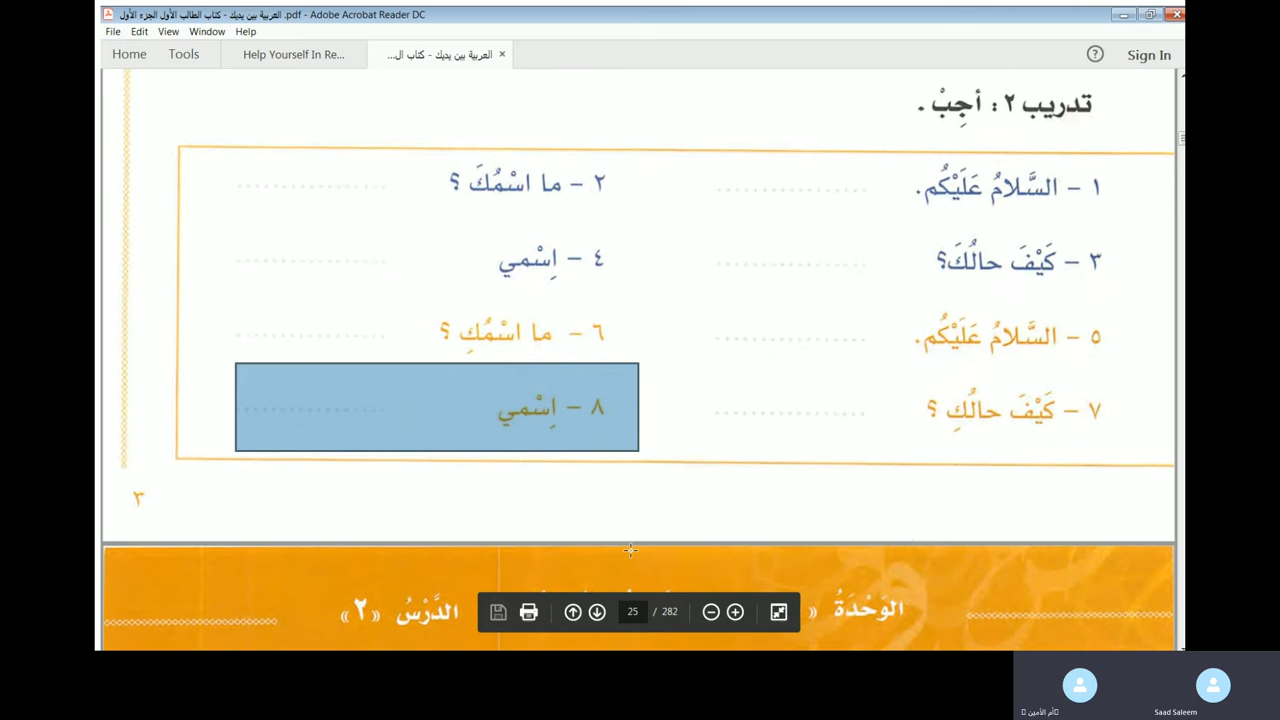 العربية بين يديك - كتاب الطالب الأول الجزء الأول .pdf - Adobe Acrobat Reader DC
File Edit View Window Help
Home Tools Help Yourself In Re... العربية بين يديك - كتاب ال... × ? Sign In
تدريب ٢ : أجِبْ .
١ - السَّلامُ عَلَيْكُم. .................... ٢ - ما اسْمُكَ ؟ ....................
٣ - كَيْفَ حالُكَ؟ .................... ٤ - اِسْمي ....................
٥ - السَّلامُ عَلَيْكُم. .................... ٦ - ما اسْمُكِ ؟ ....................
٧ - كَيْفَ حالُكِ ؟ .................... ٨ - اِسْمي ....................
٣
الوَحْدَةُ » الدَّرْسُ «٢»
25 / 282
أم الأمين
Saad Saleem